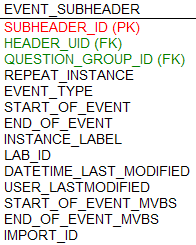 EVENT_SUBHEADER
SUBHEADER_ID (PK)
HEADER_UID (FK)
QUESTION_GROUP_ID (FK)
REPEAT_INSTANCE
EVENT_TYPE
START_OF_EVENT
END_OF_EVENT
INSTANCE_LABEL
LAB_ID
DATETIME_LAST_MODIFIED
USER_LASTMODIFIED
START_OF_EVENT_MVBS
END_OF_EVENT_MVBS
IMPORT_ID